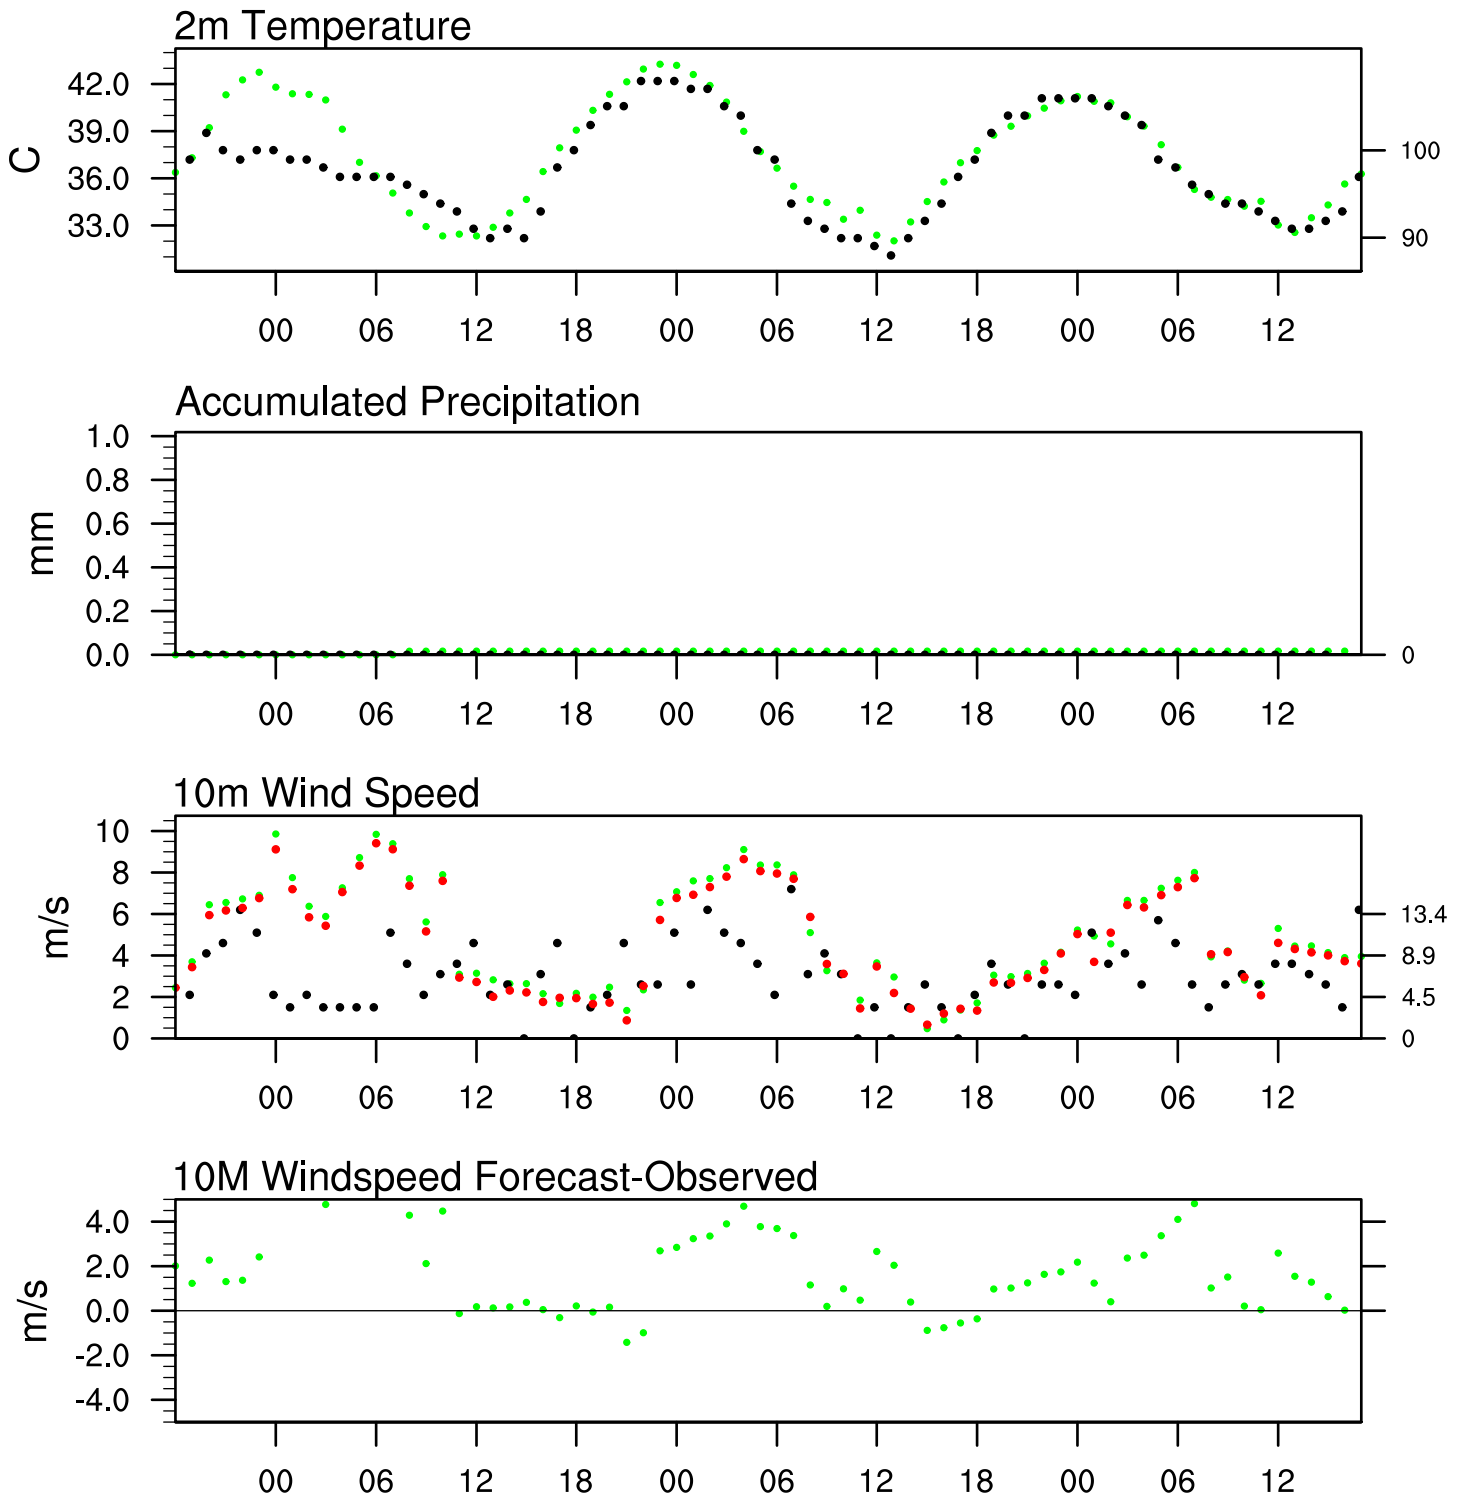 2m Temperature
42.0
39.0
36.0
33.0
C
100
90
00 06 12 18 00 06 12 18 00 06 12
Accumulated Precipitation
1.0
0.8
0.6
0.4
0.2
0.0
mm
0
00 06 12 18 00 06 12 18 00 06 12
10m Wind Speed
10
8
6
4
2
0
m/s
13.4
8.9
4.5
0
00 06 12 18 00 06 12 18 00 06 12
10M Windspeed Forecast-Observed
4.0
2.0
0.0
-2.0
-4.0
m/s
00 06 12 18 00 06 12 18 00 06 12